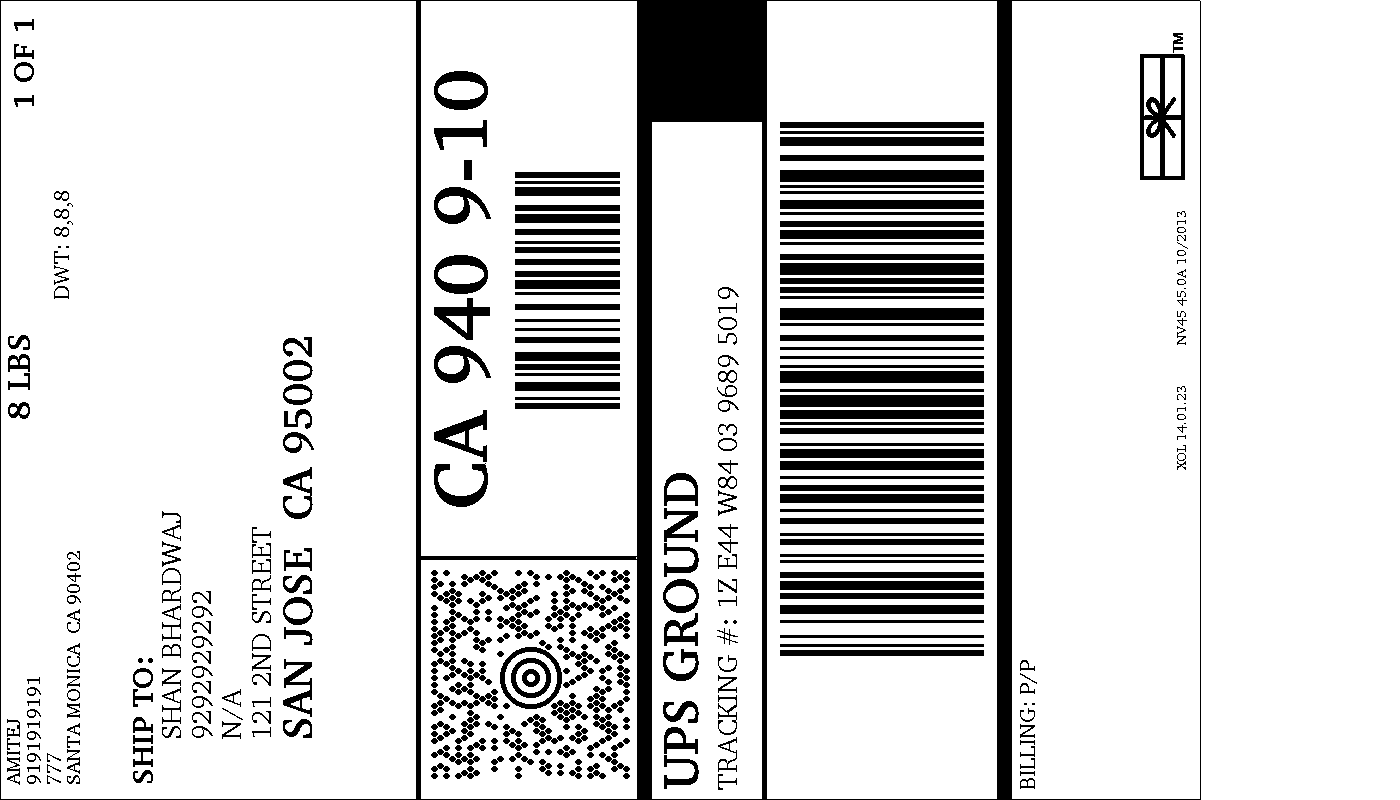 AMITEJ
9191919191
777
SANTA MONICA CA 90402
8 LBS
1 OF 1
DWT: 8,8,8
SHIP TO:
SHAN BHARDWAJ
9292929292
N/A
121 2ND STREET
SAN JOSE CA 95002
CA 940 9-10
UPS GROUND
TRACKING #: 1Z E44 W84 03 9689 5019
BILLING: P/P
XOL 14.01.23 NV45 45.0A 10/2013
TM